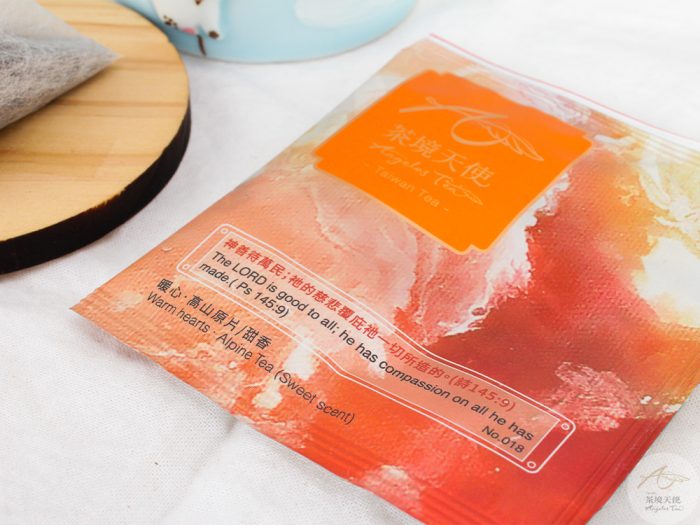 茶境天使
Angeles Tea
- Taiwan Tea -
神善待萬民；祂的慈悲覆庇祂一切所造的。(詩145:9)
The LORD is good to all; he has compassion on all he has
made.( Ps 145:9)
No.018
暖心·高山原片/甜香
Warm hearts · Alpine Tea (Sweet scent)
茶境天使
Angeles Tea